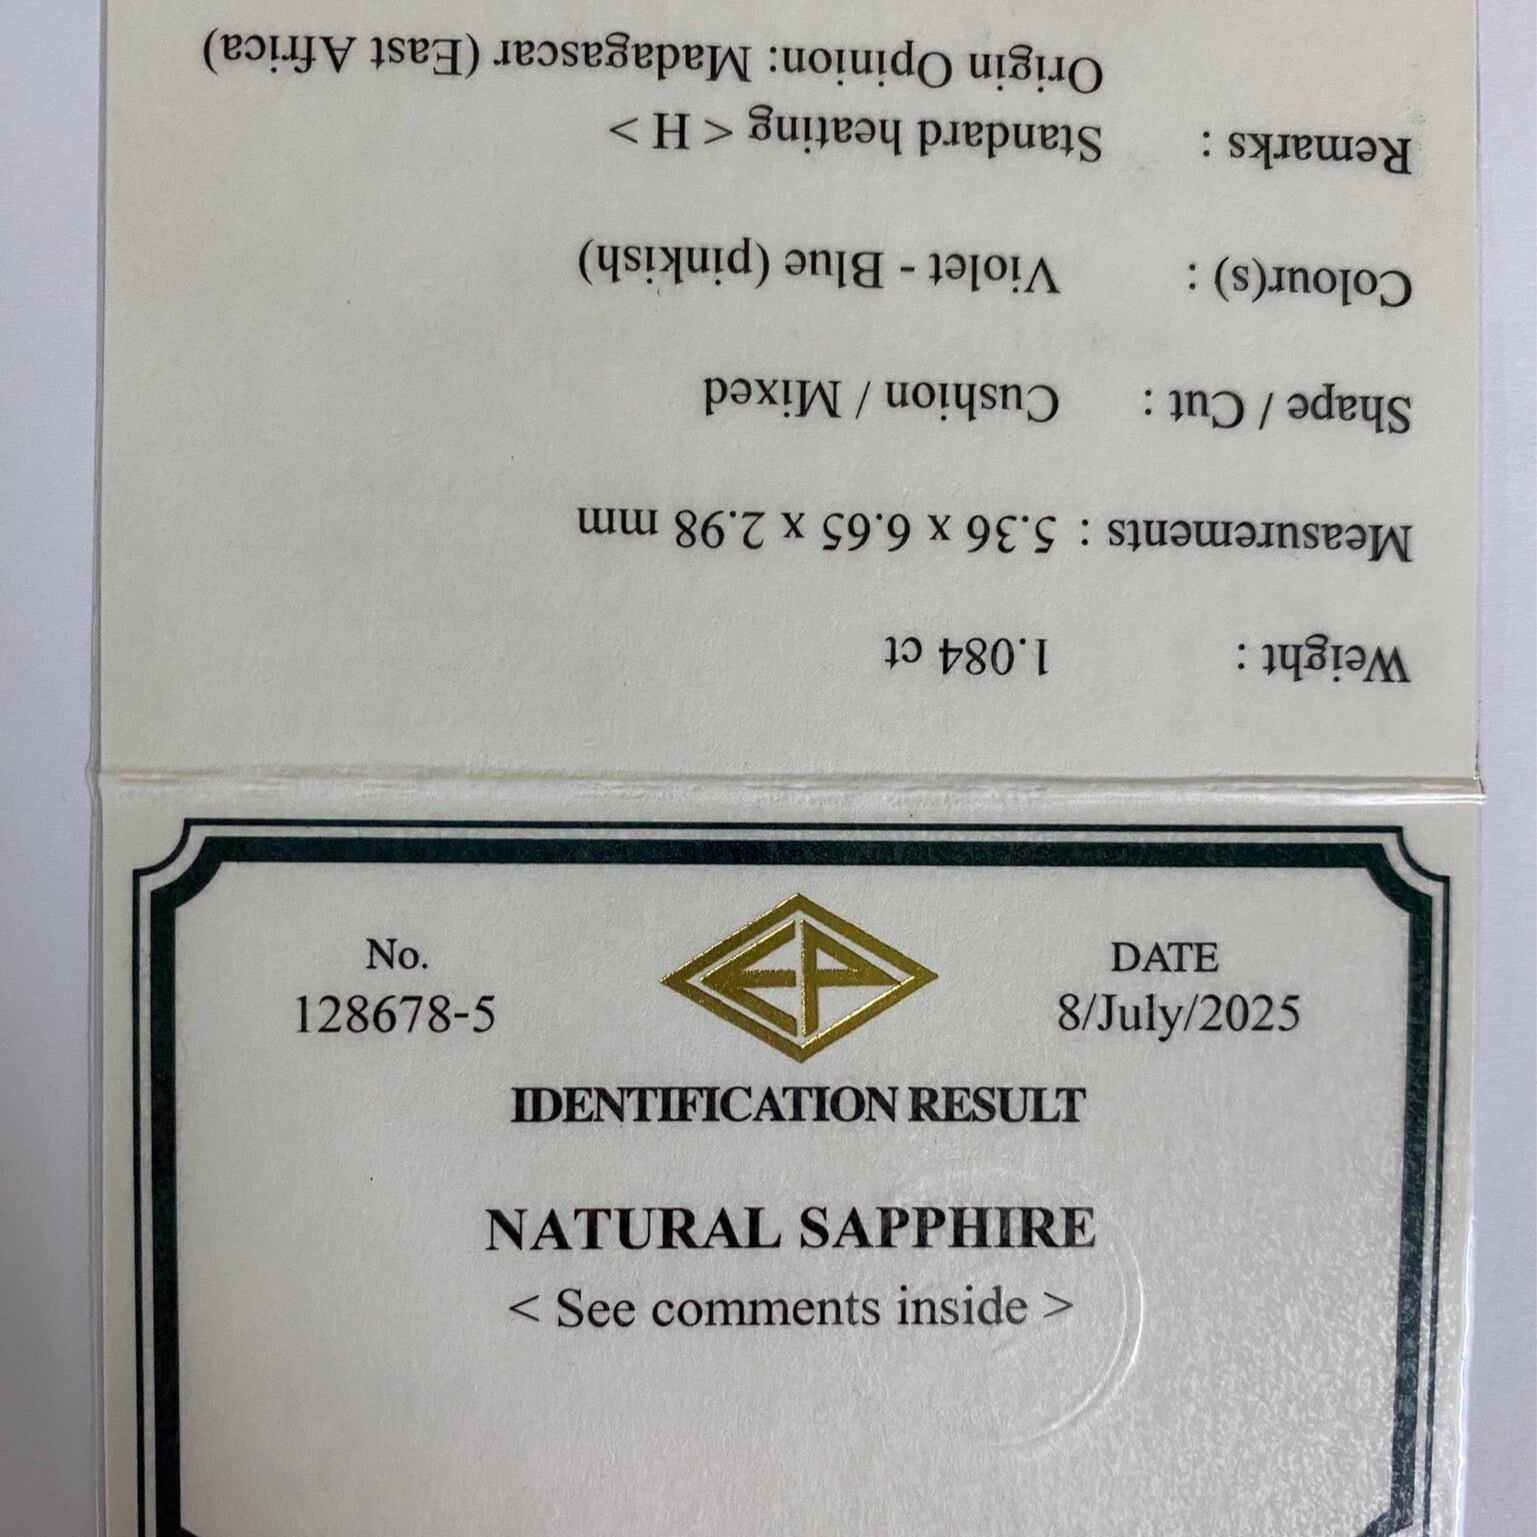 No.
128678-5
EP
DATE
8/July/2025
IDENTIFICATION RESULT
NATURAL SAPPHIRE
< See comments inside >
Weight : 1.084 ct
Measurements : 5.36 x 6.65 x 2.98 mm
Shape / Cut : Cushion / Mixed
Colour(s) : Violet - Blue (pinkish)
Remarks : Standard heating < H >
Origin Opinion: Madagascar (East Africa)